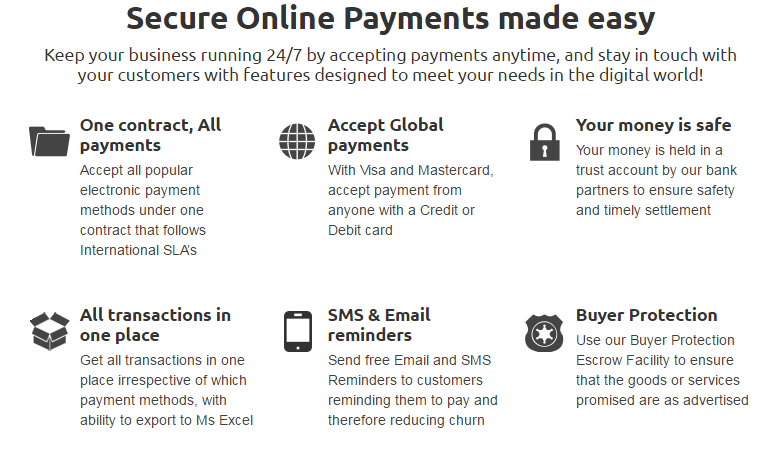 Secure Online Payments made easy
Keep your business running 24/7 by accepting payments anytime, and stay in touch with
your customers with features designed to meet your needs in the digital world!
One contract, All
payments
Accept all popular
electronic payment
methods under one
contract that follows
International SLA's
Accept Global
payments
With Visa and Mastercard,
accept payment from
anyone with a Credit or
Debit card
Your money is safe
Your money is held in a
trust account by our bank
partners to ensure safety
and timely settlement
All transactions in
one place
Get all transactions in one
place irrespective of which
payment methods, with
ability to export to Ms Excel
SMS & Email
reminders
Send free Email and SMS
Reminders to customers
reminding them to pay and
therefore reducing churn
Buyer Protection
Use our Buyer Protection
Escrow Facility to ensure
that the goods or services
promised are as advertised